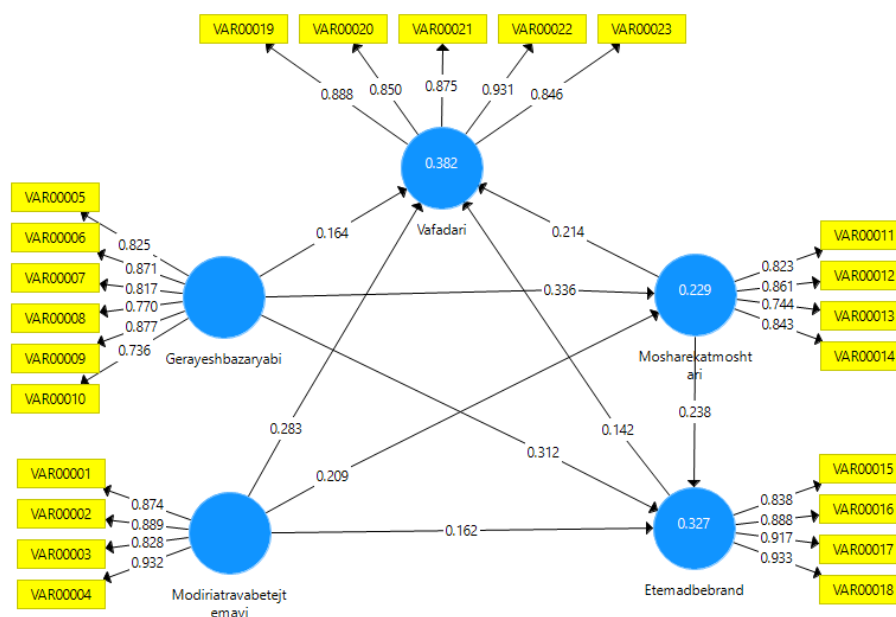 VAR00019 VAR00020 VAR00021 VAR00022 VAR00023
0.888 0.850 0.875 0.931 0.846
0.382
Vafadari
VAR00005
VAR00006
VAR00007
VAR00008
VAR00009
VAR00010
0.825
0.871
0.817
0.770
0.877
0.736
Gerayeshbazaryabi
0.164
0.214
0.336
VAR00011
VAR00012
VAR00013
VAR00014
0.823
0.861
0.744
0.843
0.229
Mosharekatmosht
ari
0.283
0.209
0.312
0.142
0.238
0.162
VAR00001
VAR00002
VAR00003
VAR00004
0.874
0.889
0.828
0.932
Modiriatravabetejt
emavi
0.327
Etemadbebrand
0.838
0.888
0.917
0.933
VAR00015
VAR00016
VAR00017
VAR00018